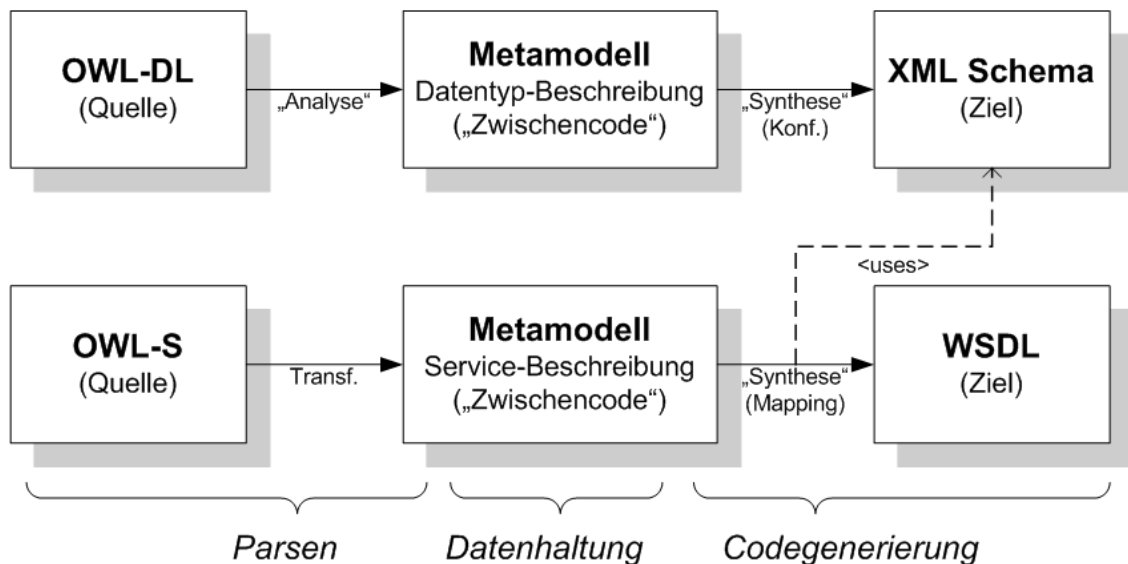 OWL-DL
(Quelle)
„Analyse“
Metamodell
Datentyp-Beschreibung
(„Zwischencode“)
„Synthese“
(Konf.)
XML Schema
(Ziel)
<uses>
OWL-S
(Quelle)
Transf.
Metamodell
Service-Beschreibung
(„Zwischencode“)
„Synthese“
(Mapping)
WSDL
(Ziel)
Parsen
Datenhaltung
Codegenerierung